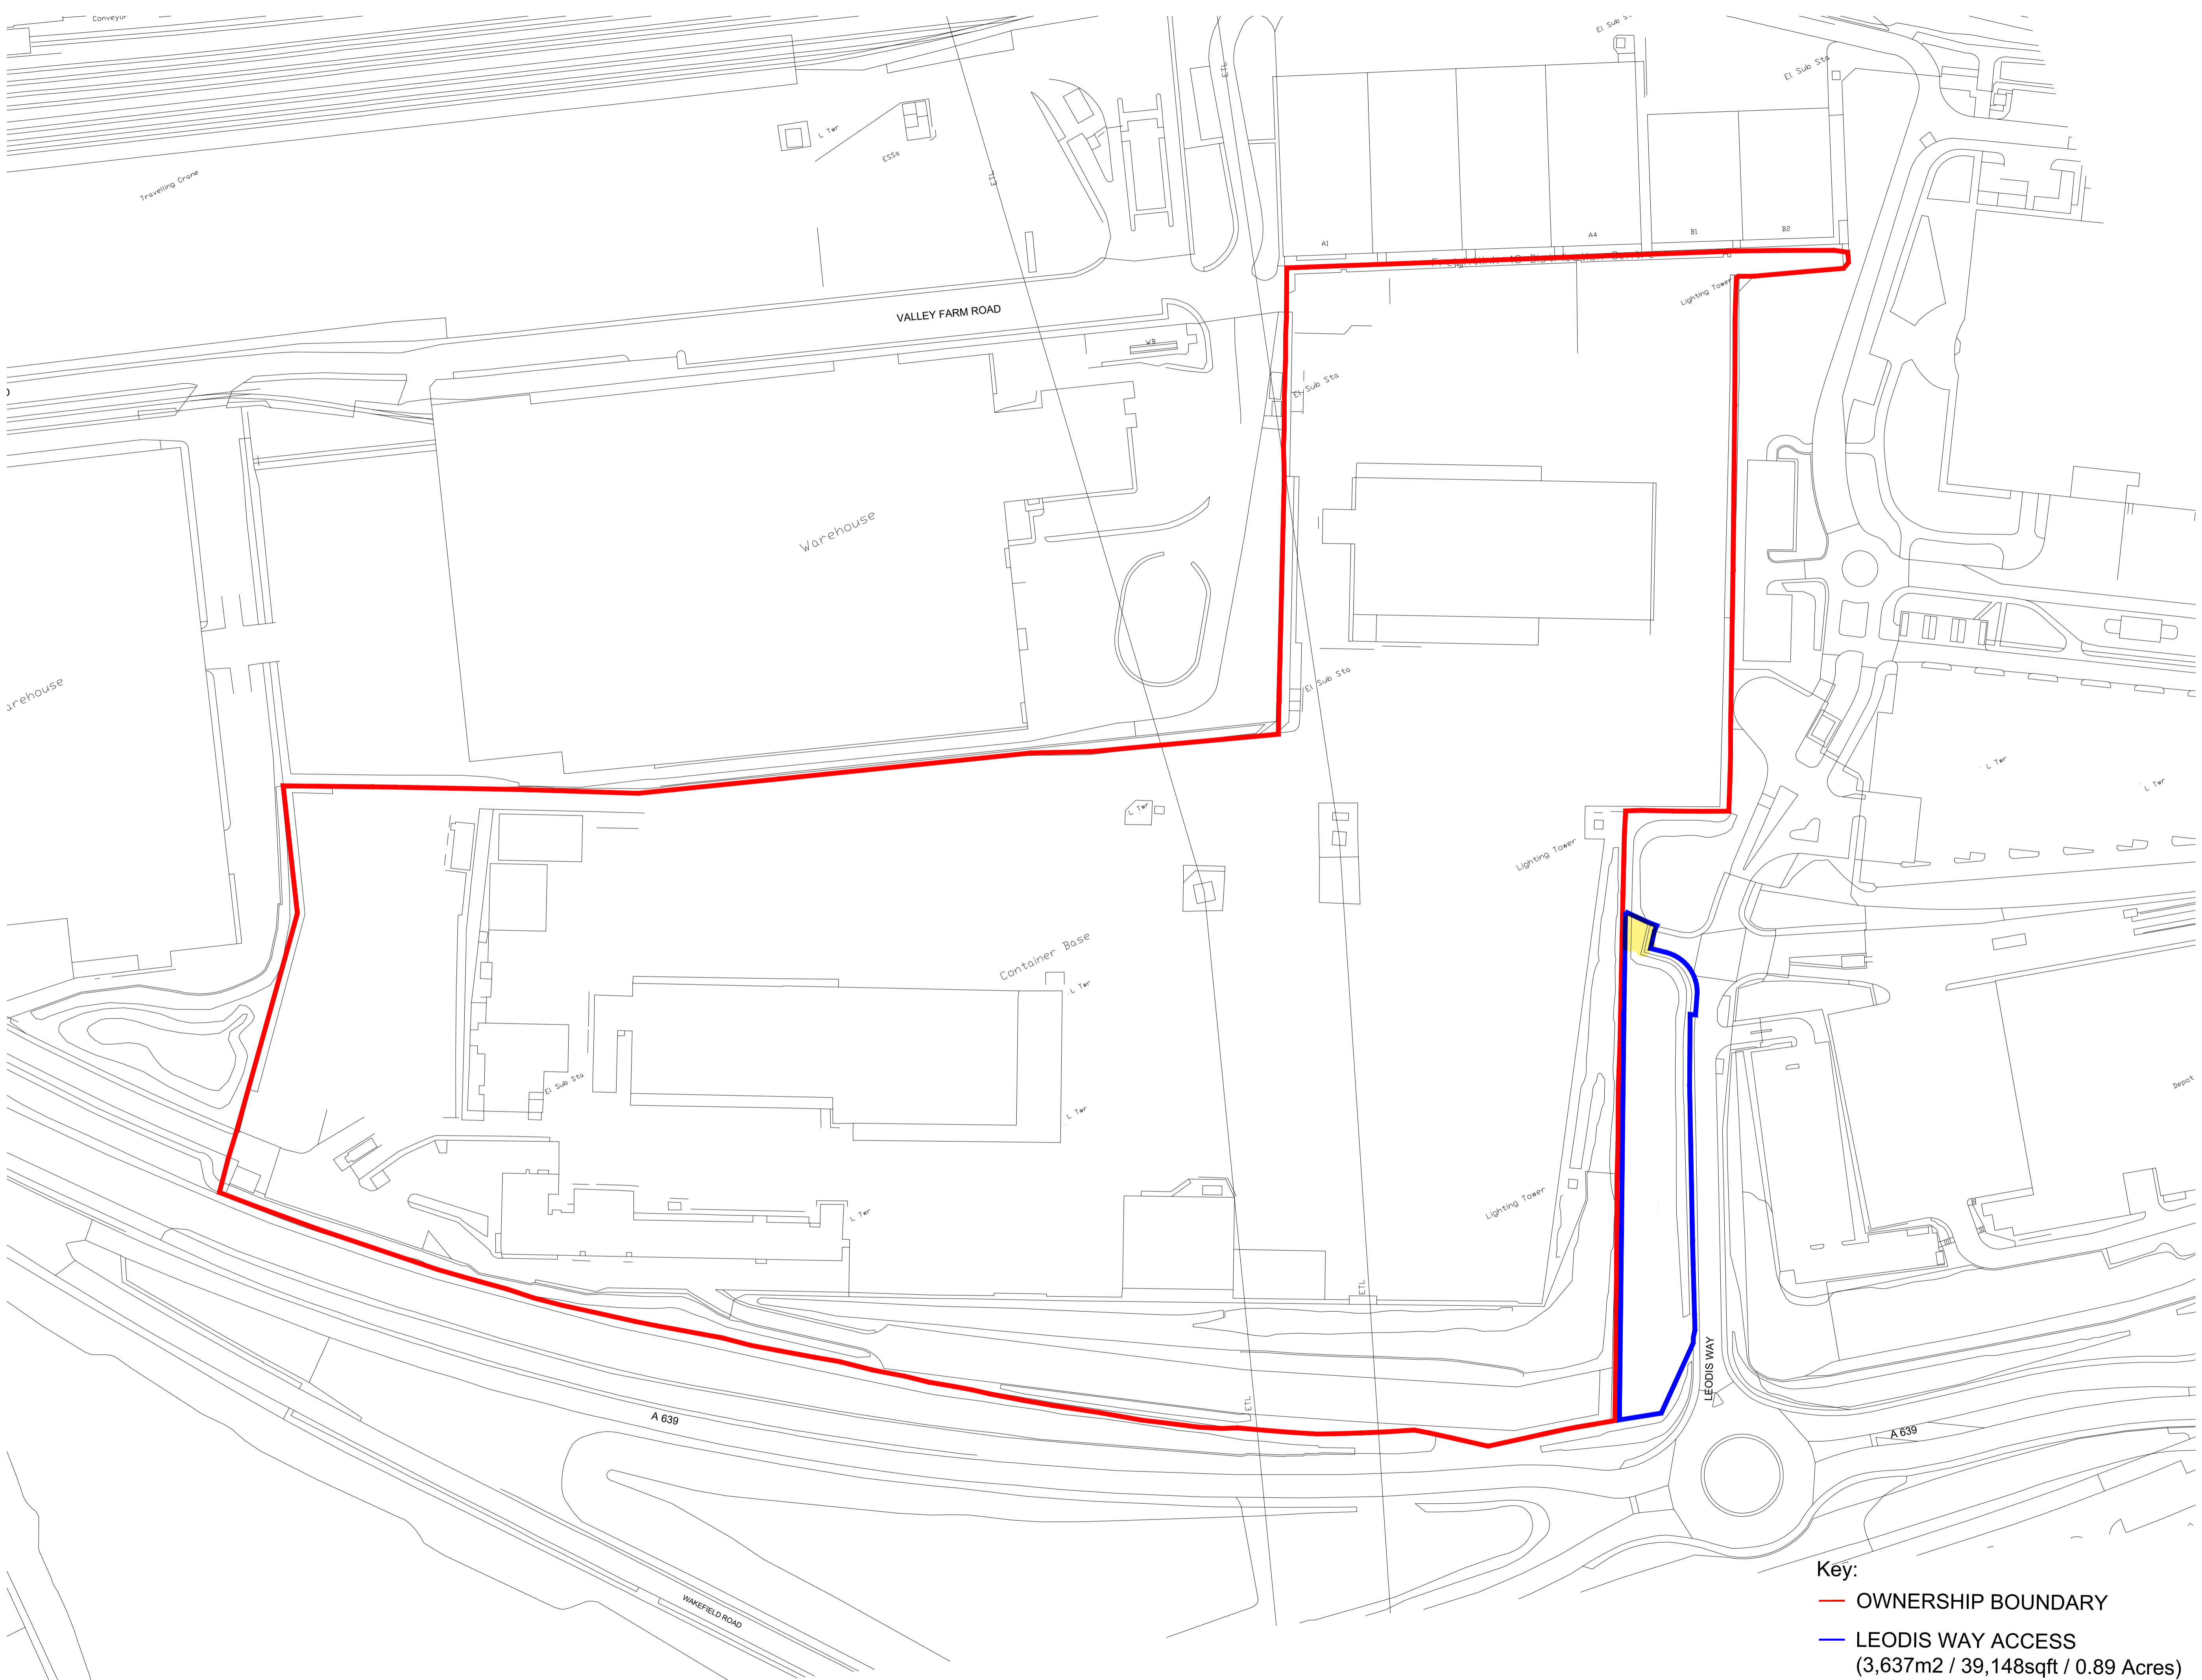 Conveyor
El Sub S
El Sub Sta
ETL
L Twr
ESSs
ETL
Travelling Crane
A1
A4
B1
B2
Lighting Tower
VALLEY FARM ROAD
WB
El Sub Sta
Warehouse
arehouse
El Sub Sta
L Twr
L Twr
L Twr
Lighting Tower
Container Base
L Twr
El Sub Sta
L Twr
Depot
Lighting Tower
L Twr
ETL
LEODIS WAY
ETL
A 639
A 639
WAKEFIELD ROAD
Key:
OWNERSHIP BOUNDARY
LEODIS WAY ACCESS
(3,637m2 / 39,148sqft / 0.89 Acres)